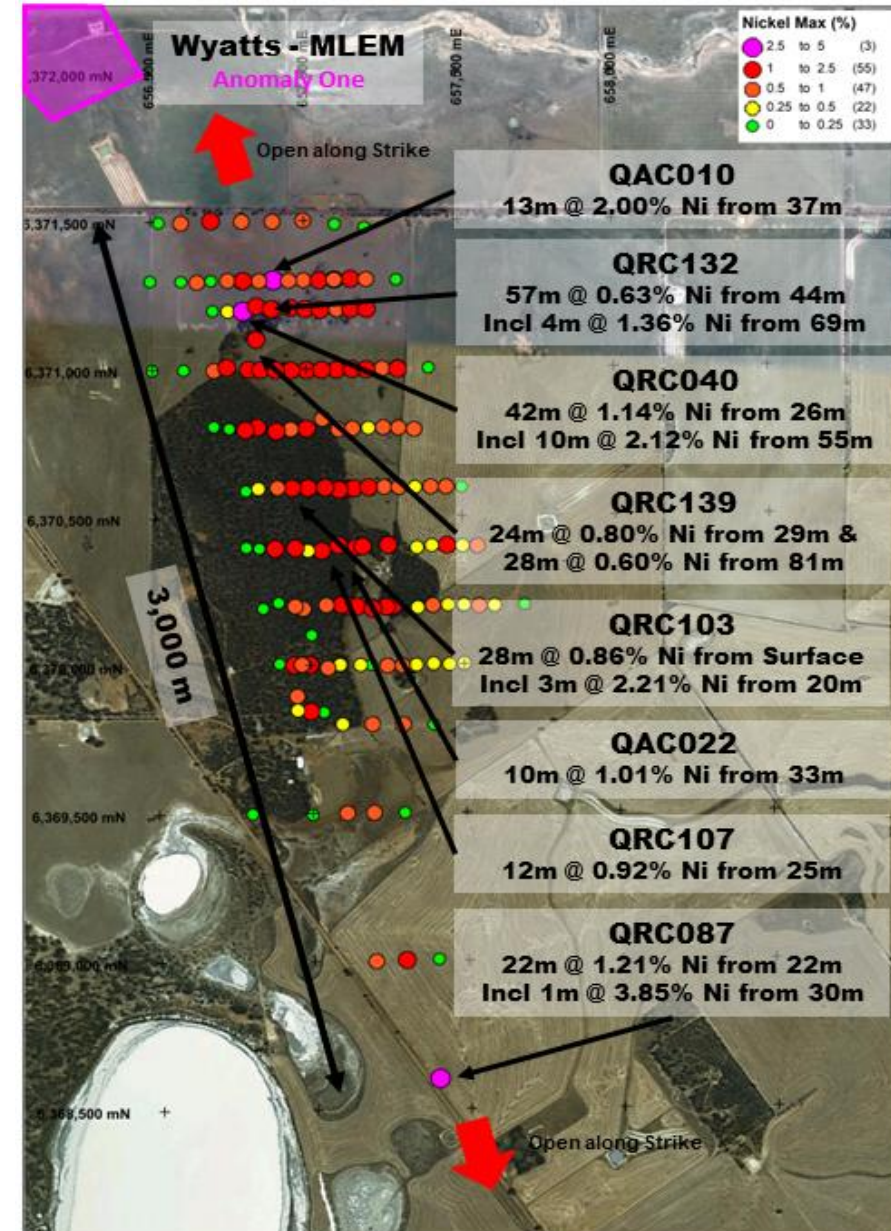 Wyatts - MLEM
Anomaly One
Nickel Max (%)
2.5 to 5 (3)
1 to 2.5 (55)
0.5 to 1 (47)
0.25 to 0.5 (22)
0 to 0.25 (33)
,372,000 mN
657,500 mE
658,000 mE
Open along Strike
QAC010
13m @ 2.00% Ni from 37m
6,371,500 mN
QRC132
57m @ 0.63% Ni from 44m
Incl 4m @ 1.36% Ni from 69m
6,371,000 mN
QRC040
42m @ 1.14% Ni from 26m
Incl 10m @ 2.12% Ni from 55m
QRC139
24m @ 0.80% Ni from 29m &
28m @ 0.60% Ni from 81m
6,370,500 mN
3,000 m
QRC103
28m @ 0.86% Ni from Surface
Incl 3m @ 2.21% Ni from 20m
QAC022
10m @ 1.01% Ni from 33m
6,369,500 mN
QRC107
12m @ 0.92% Ni from 25m
QRC087
22m @ 1.21% Ni from 22m
Incl 1m @ 3.85% Ni from 30m
6,369,000 mN
6,368,500 mN
Open along Strike